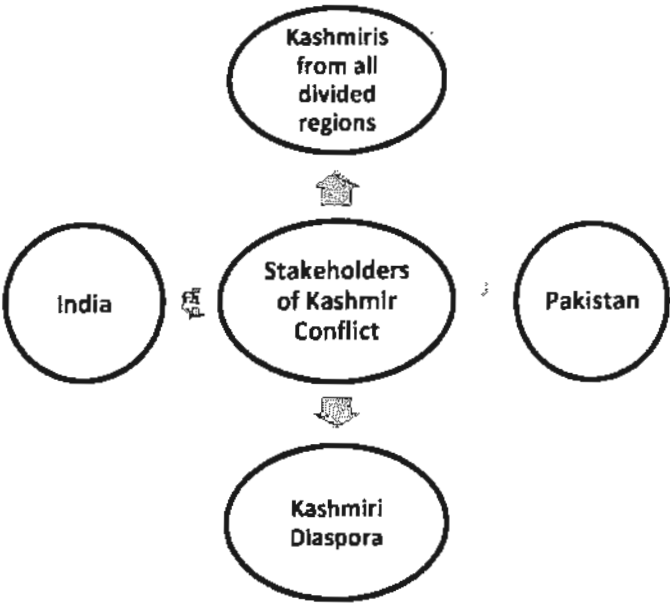 Kashmiris
from all
divided
regions
India
Stakeholders
of Kashmir
Conflict
Pakistan
Kashmiri
Diaspora